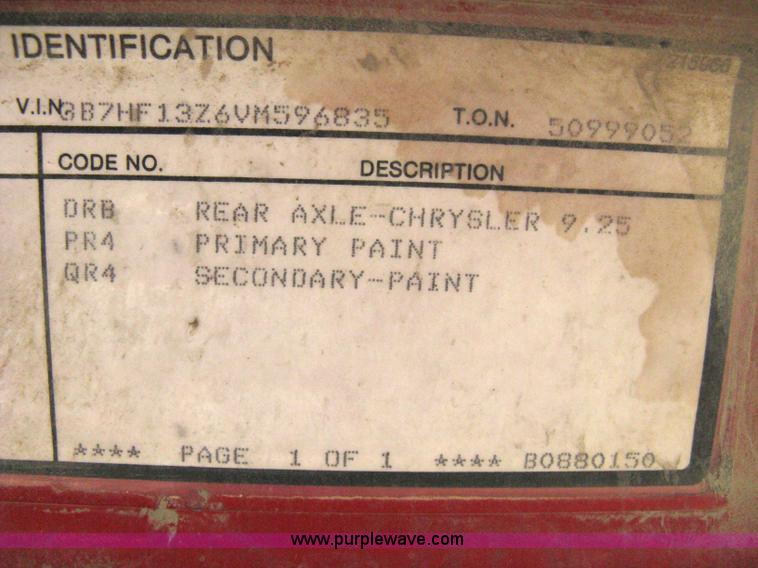 IDENTIFICATION
V.I.N. 3B7HF13Z6VM596835 T.O.N. 50999052
CODE NO. DESCRIPTION
DRB REAR AXLE-CHRYSLER 9.25
PR4 PRIMARY PAINT
QR4 SECONDARY-PAINT
**** PAGE 1 OF 1 **** B0880150
www.purplewave.com